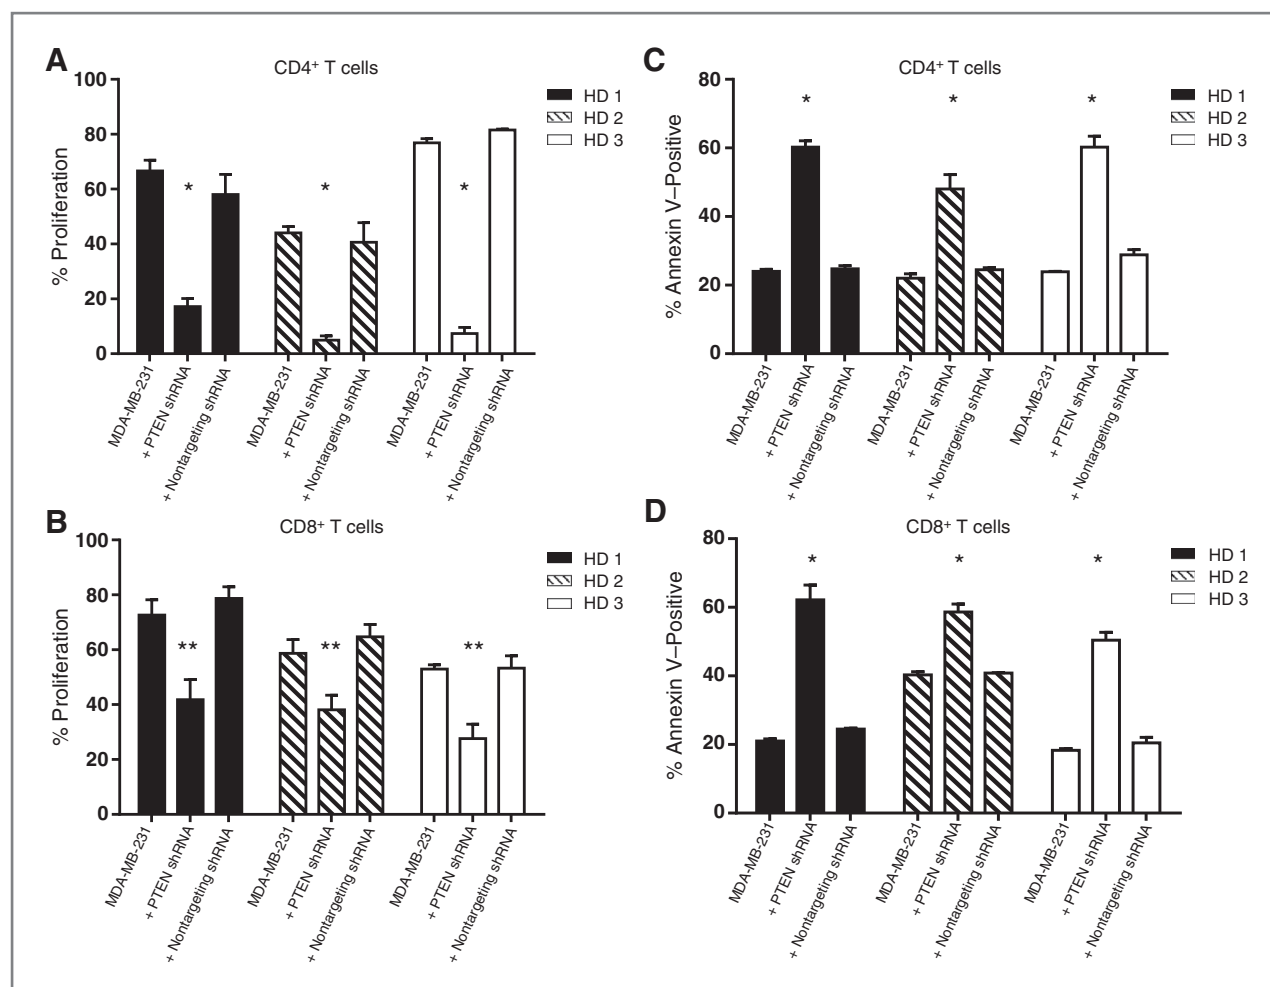 A
CD4⁺ T cells
% Proliferation
100
80
60
40
20
0
HD 1
HD 2
HD 3
*
*
*
MDA-MB-231
+ PTEN shRNA
+ Nontargeting shRNA
MDA-MB-231
+ PTEN shRNA
+ Nontargeting shRNA
MDA-MB-231
+ PTEN shRNA
+ Nontargeting shRNA
C
CD4⁺ T cells
% Annexin V–Positive
80
60
40
20
0
HD 1
HD 2
HD 3
*
*
*
MDA-MB-231
+ PTEN shRNA
+ Nontargeting shRNA
MDA-MB-231
+ PTEN shRNA
+ Nontargeting shRNA
MDA-MB-231
+ PTEN shRNA
+ Nontargeting shRNA
B
CD8⁺ T cells
% Proliferation
100
80
60
40
20
0
HD 1
HD 2
HD 3
**
**
**
MDA-MB-231
+ PTEN shRNA
+ Nontargeting shRNA
MDA-MB-231
+ PTEN shRNA
+ Nontargeting shRNA
MDA-MB-231
+ PTEN shRNA
+ Nontargeting shRNA
D
CD8⁺ T cells
% Annexin V–Positive
80
60
40
20
0
HD 1
HD 2
HD 3
*
*
*
MDA-MB-231
+ PTEN shRNA
+ Nontargeting shRNA
MDA-MB-231
+ PTEN shRNA
+ Nontargeting shRNA
MDA-MB-231
+ PTEN shRNA
+ Nontargeting shRNA